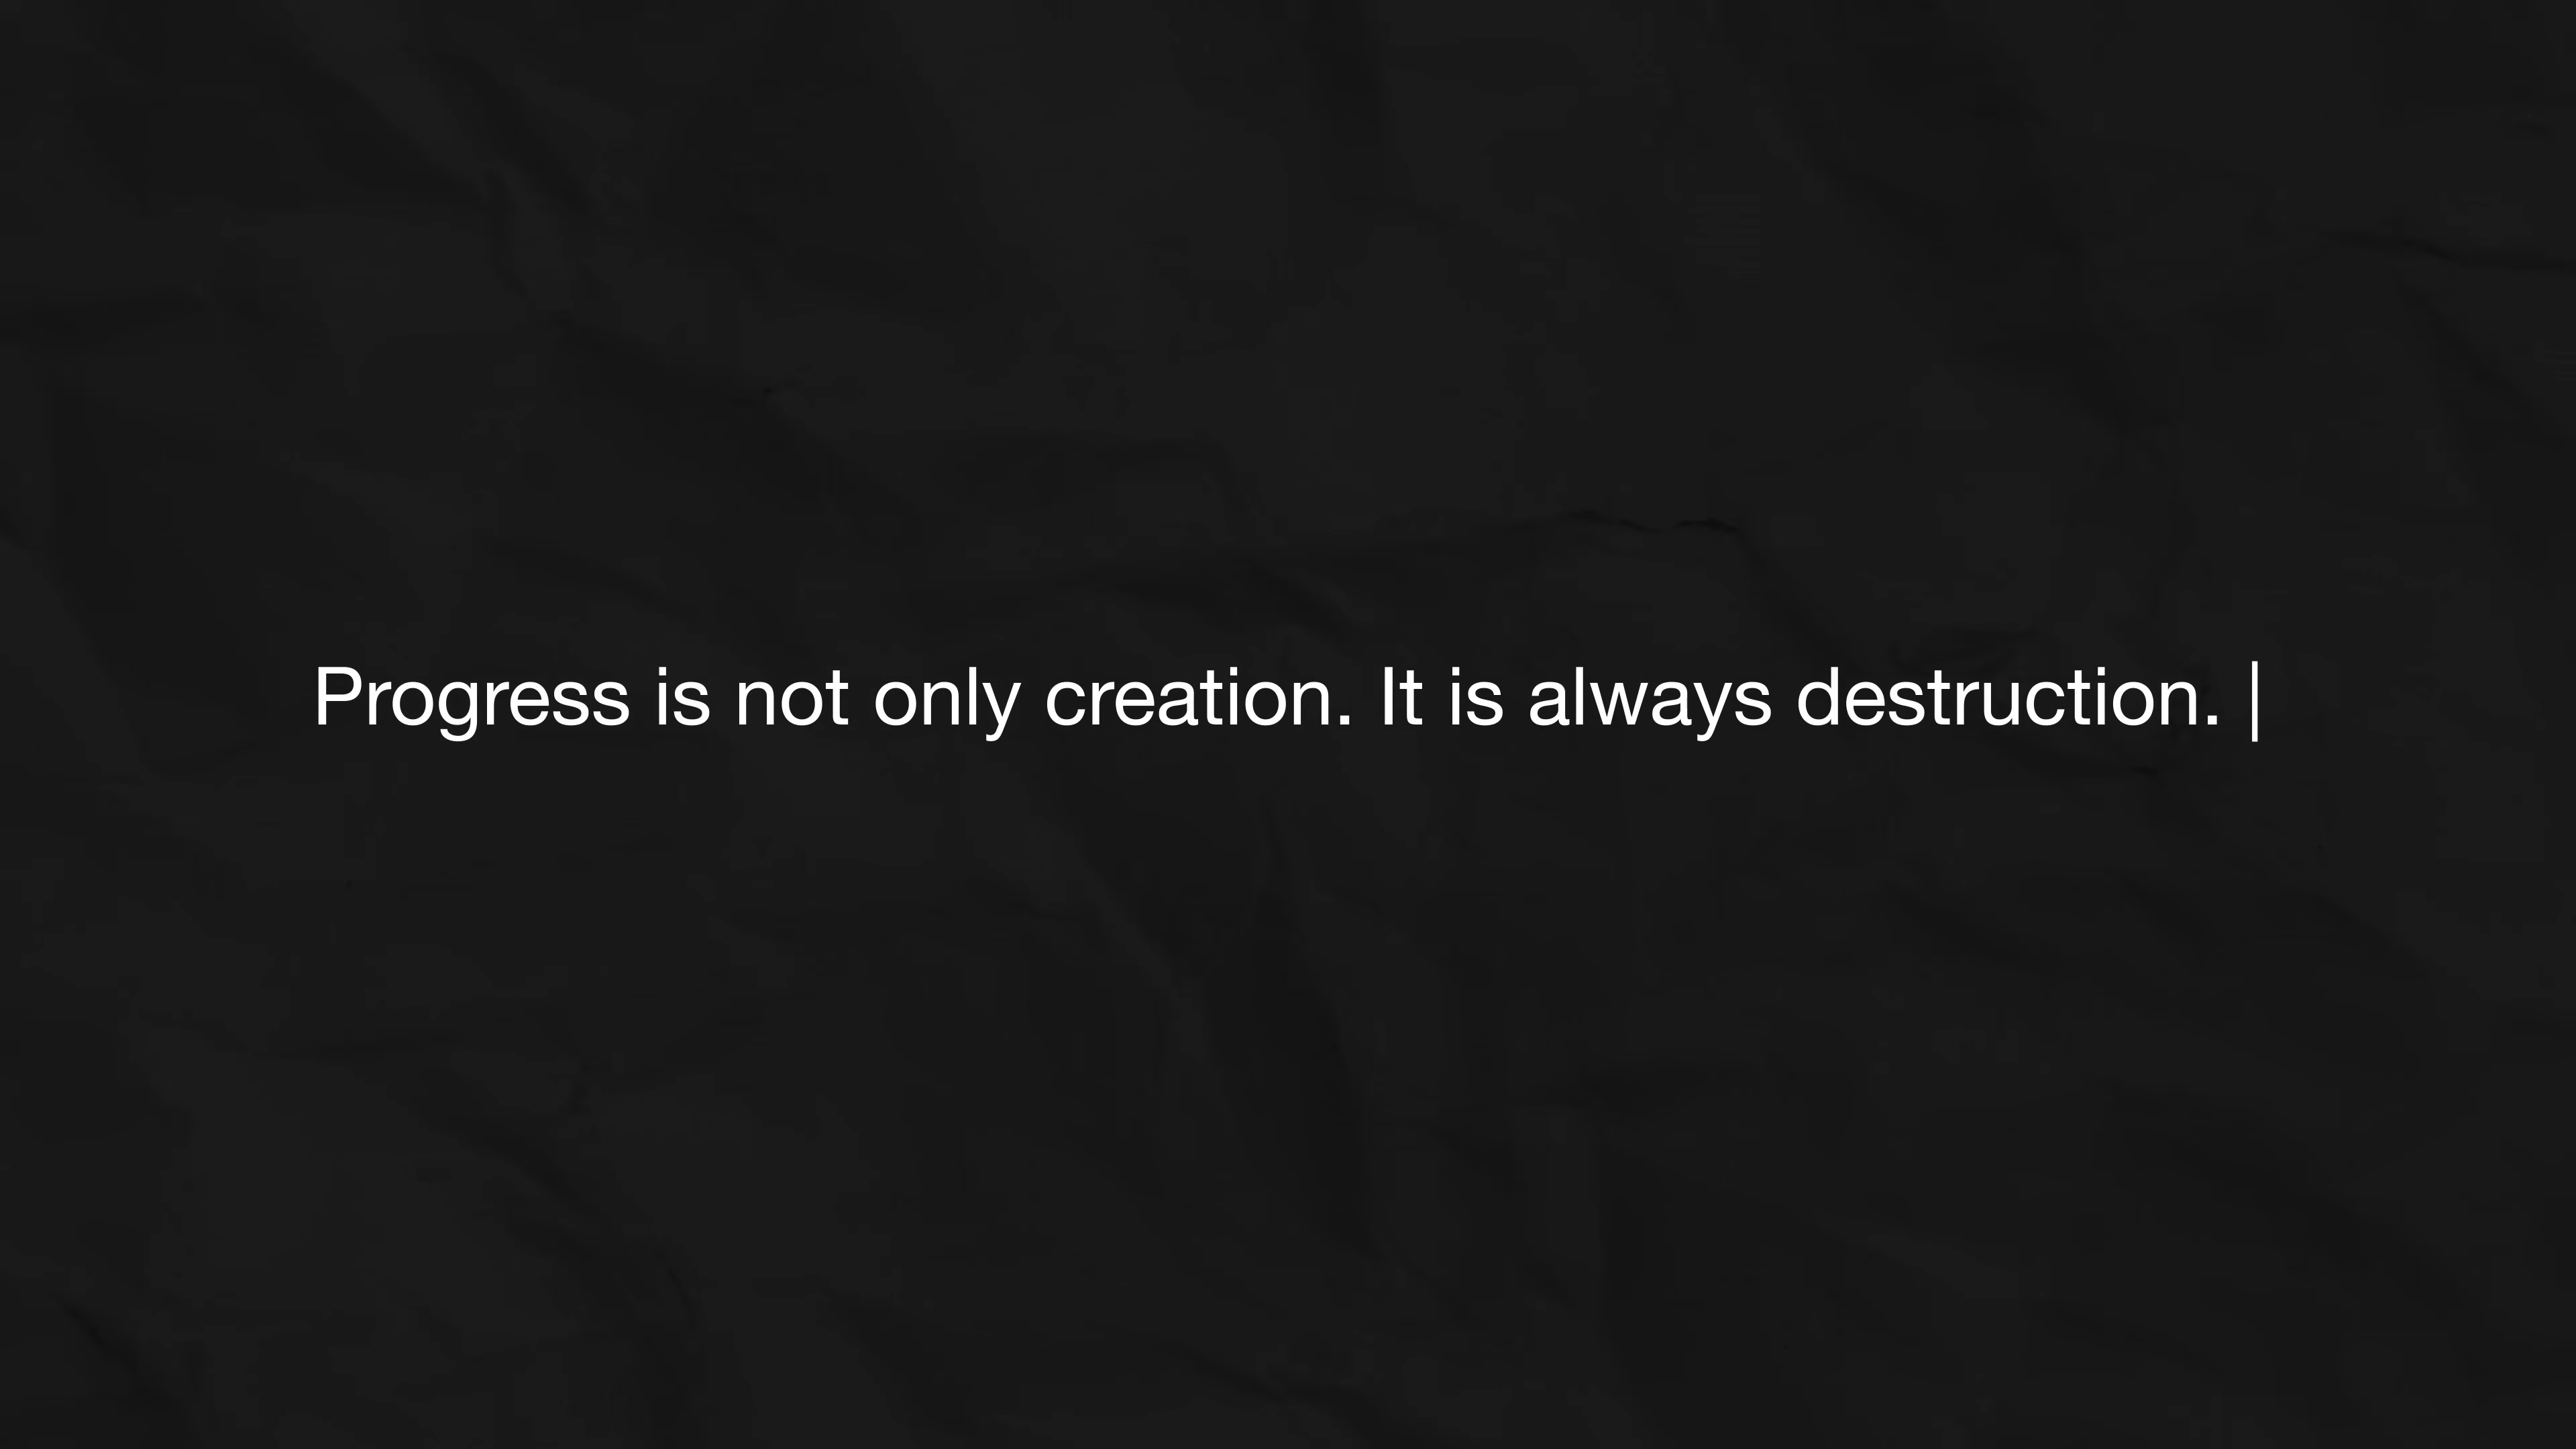 Progress is not only creation. It is always destruction. |